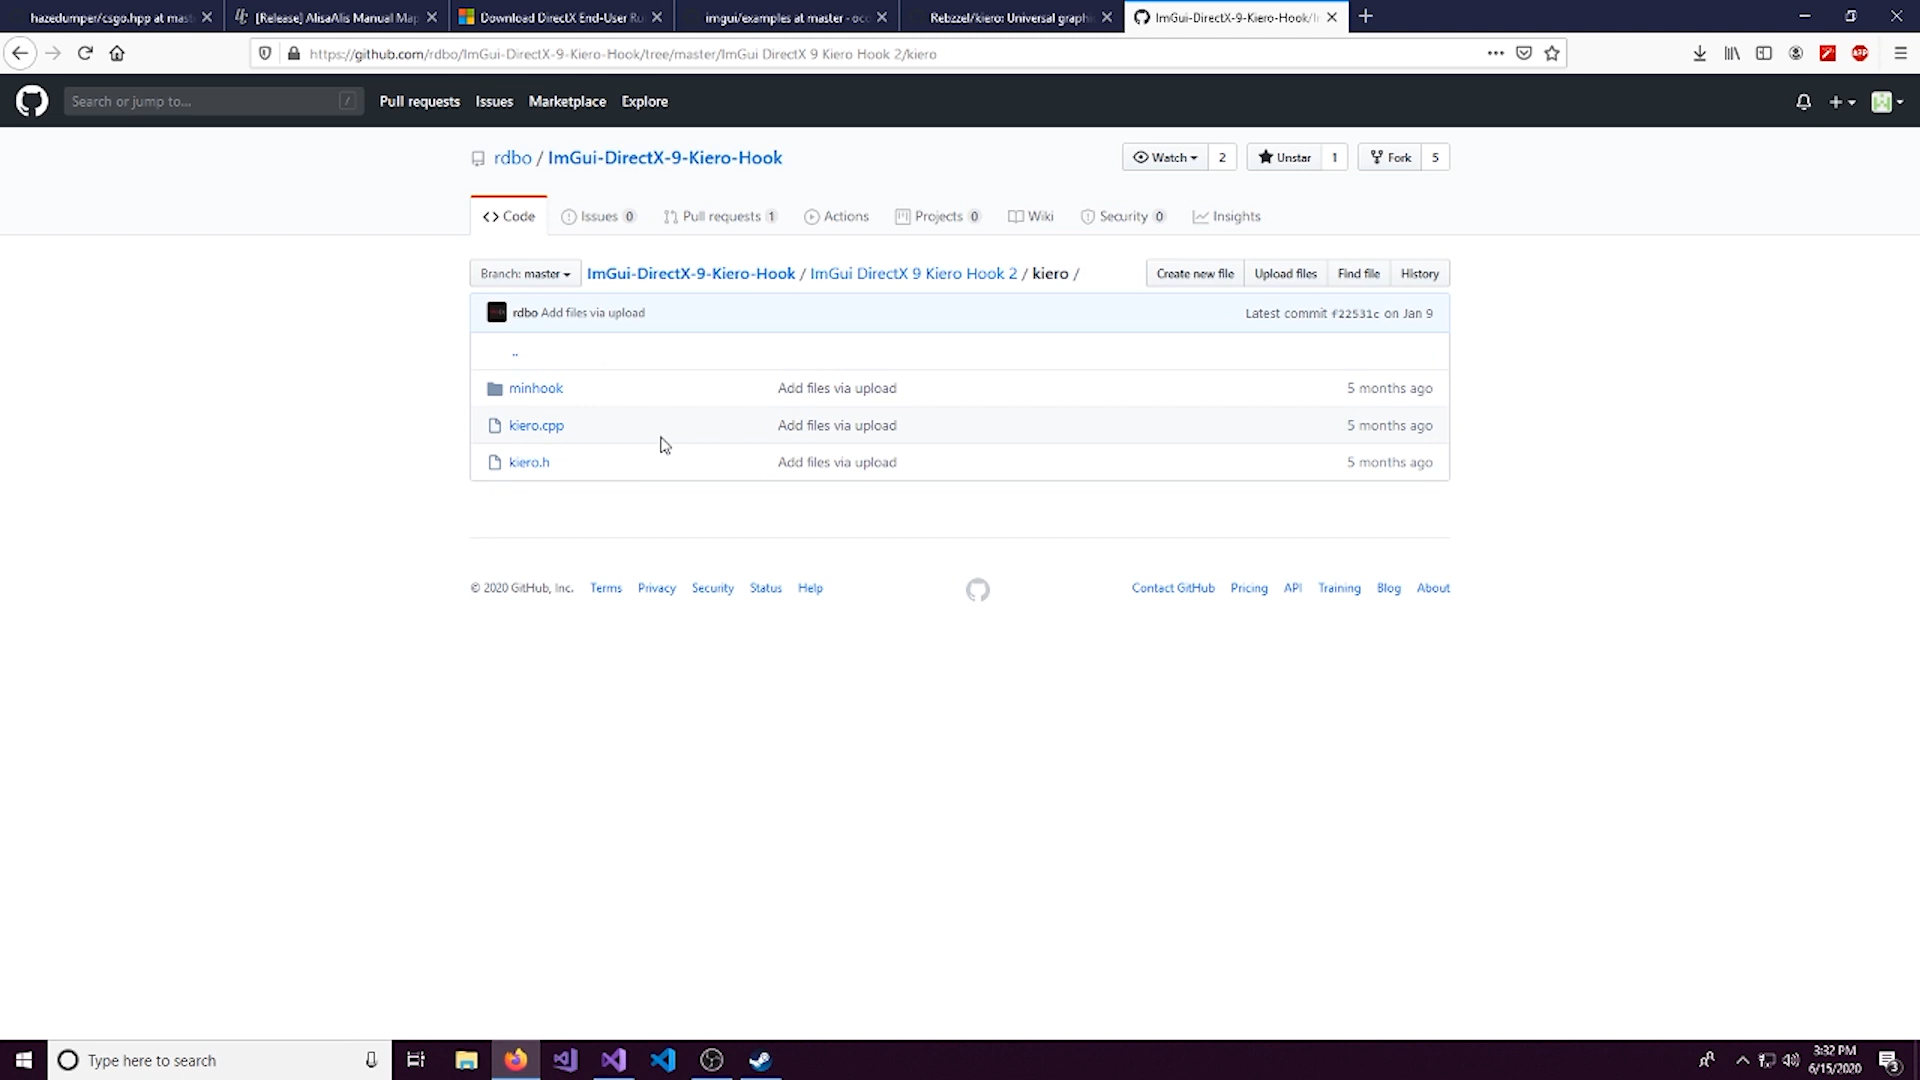 hazedumper/csgo.hpp at mast
[Release] AlisaAlis Manual Map
Download DirectX End-User Ru
imgui/examples at master · oco
Rebzzel/kiero: Universal graphi
ImGui-DirectX-9-Kiero-Hook/I
https://github.com/rdbo/ImGui-DirectX-9-Kiero-Hook/tree/master/ImGui DirectX 9 Kiero Hook 2/kiero
ABP
Search or jump to...
/
Pull requests
Issues
Marketplace
Explore
rdbo / ImGui-DirectX-9-Kiero-Hook
Watch 2
Unstar 1
Fork 5
Code
Issues 0
Pull requests 1
Actions
Projects 0
Wiki
Security 0
Insights
Branch: master
ImGui-DirectX-9-Kiero-Hook / ImGui DirectX 9 Kiero Hook 2 / kiero /
Create new file
Upload files
Find file
History
rdbo Add files via upload
Latest commit f22531c on Jan 9
..
minhook Add files via upload 5 months ago
kiero.cpp Add files via upload 5 months ago
kiero.h Add files via upload 5 months ago
© 2020 GitHub, Inc.
Terms
Privacy
Security
Status
Help
Contact GitHub
Pricing
API
Training
Blog
About
Type here to search
3:32 PM
6/15/2020
3